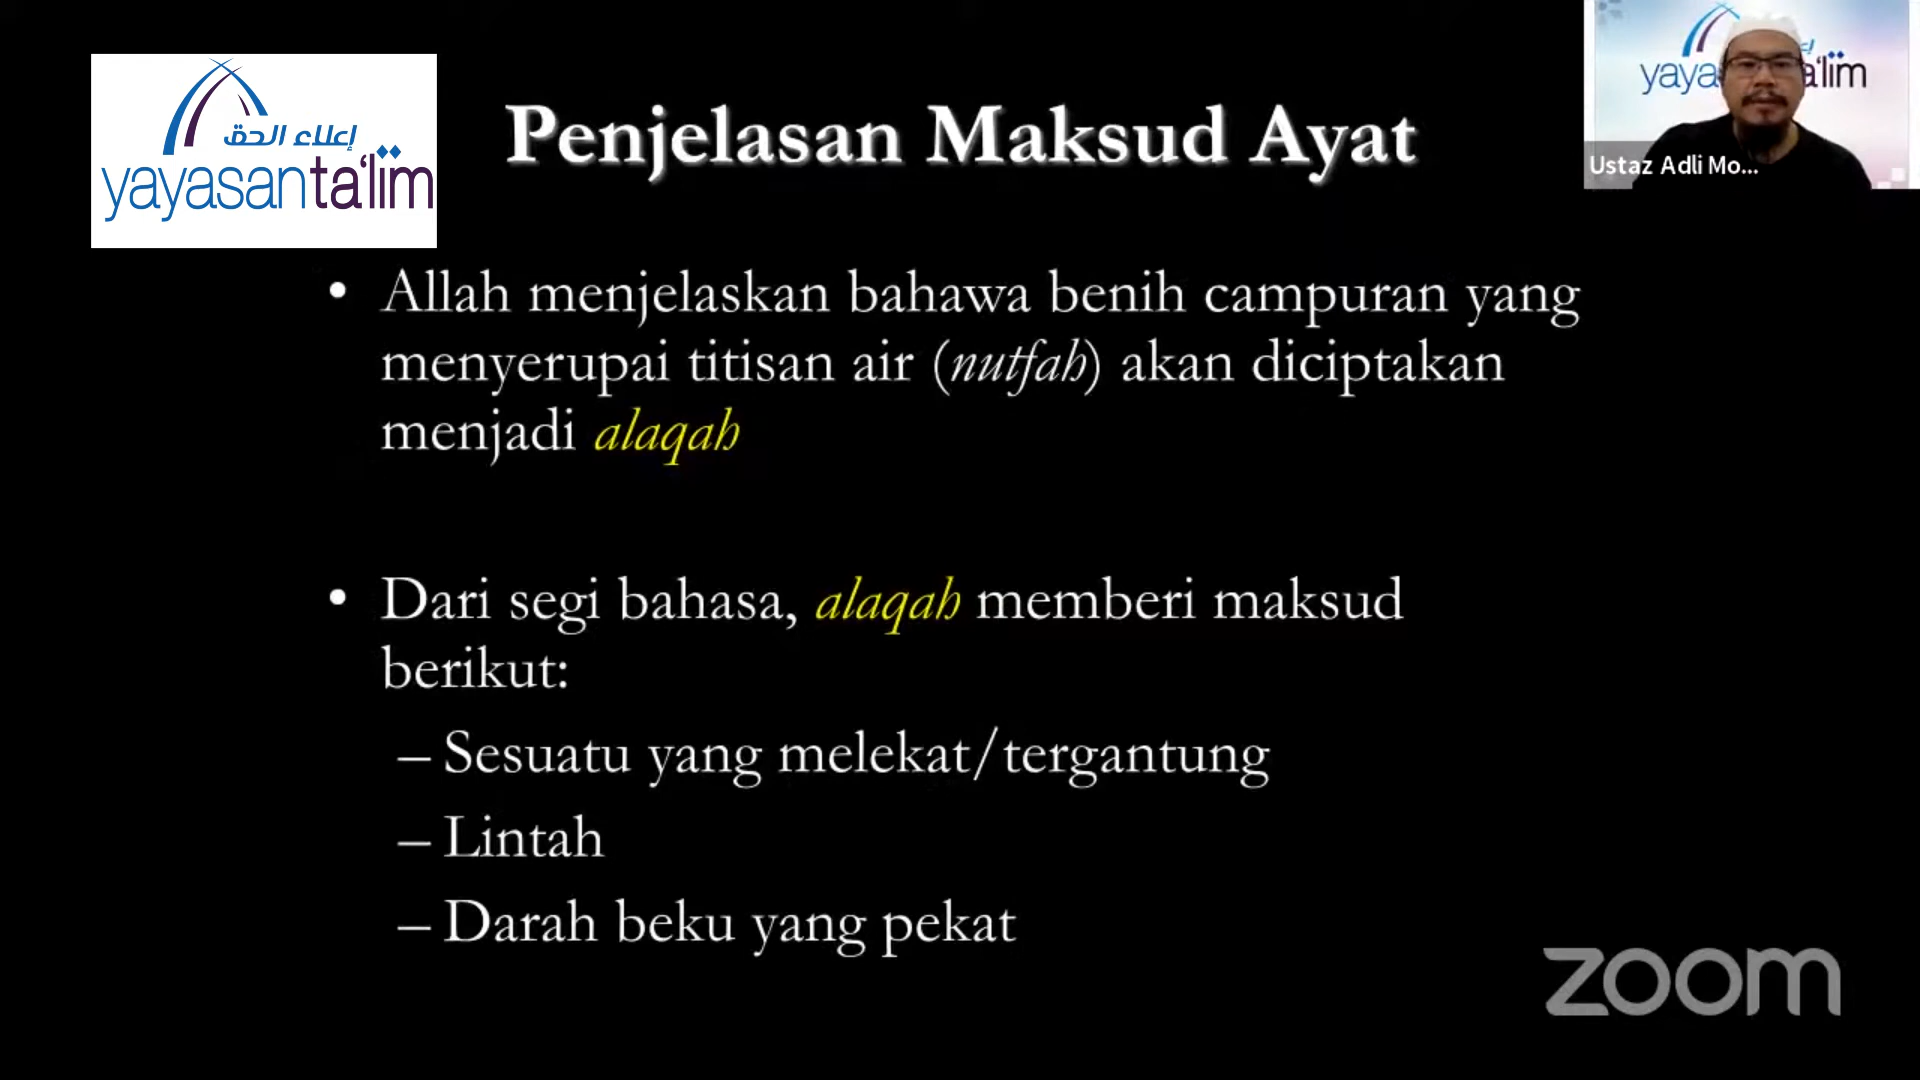 إعلاء الحق
yayasanta'lim
Penjelasan Maksud Ayat
Ustaz Adli Mo...
• Allah menjelaskan bahawa benih campuran yang
menyerupai titisan air (nutfah) akan diciptakan
menjadi alaqah
• Dari segi bahasa, alaqah memberi maksud
berikut:
– Sesuatu yang melekat/tergantung
– Lintah
– Darah beku yang pekat
zoom